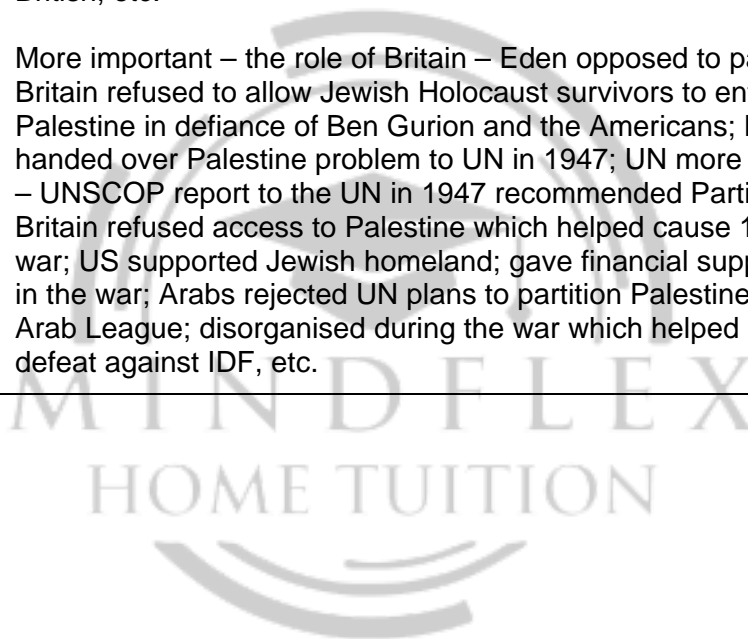 British, etc.
More important – the role of Britain – Eden opposed to
Britain refused to allow Jewish Holocaust survivors to
Palestine in defiance of Ben Gurion and the Americans;
handed over Palestine problem to UN in 1947; UN more
– UNSCOP report to the UN in 1947 recommended
Britain refused access to Palestine which helped cause
war; US supported Jewish homeland; gave financial
in the war; Arabs rejected UN plans to partition Palestine
Arab League; disorganised during the war which helped
defeat against IDF, etc.
MINDFLEX
HOME TUITION